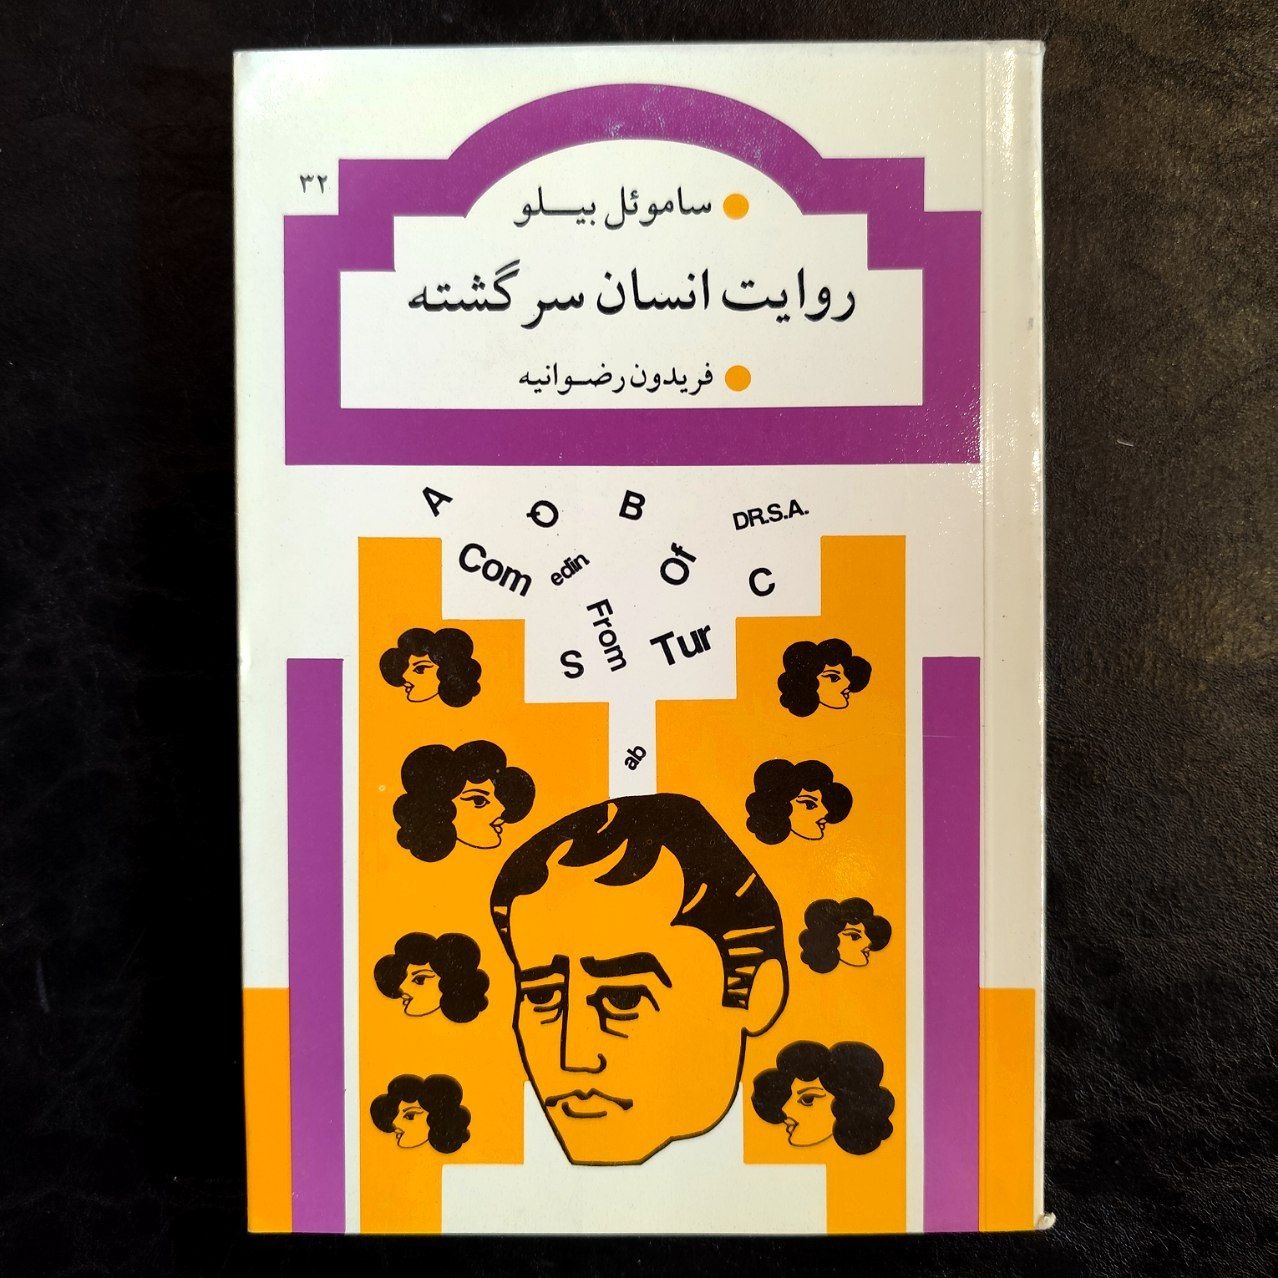 ۳۲
ساموئل بیلو
روایت انسان سرگشته
فریدون رضوانیه
A Q B DR.S.A.
Com edin Of C
From
S Tur
ab